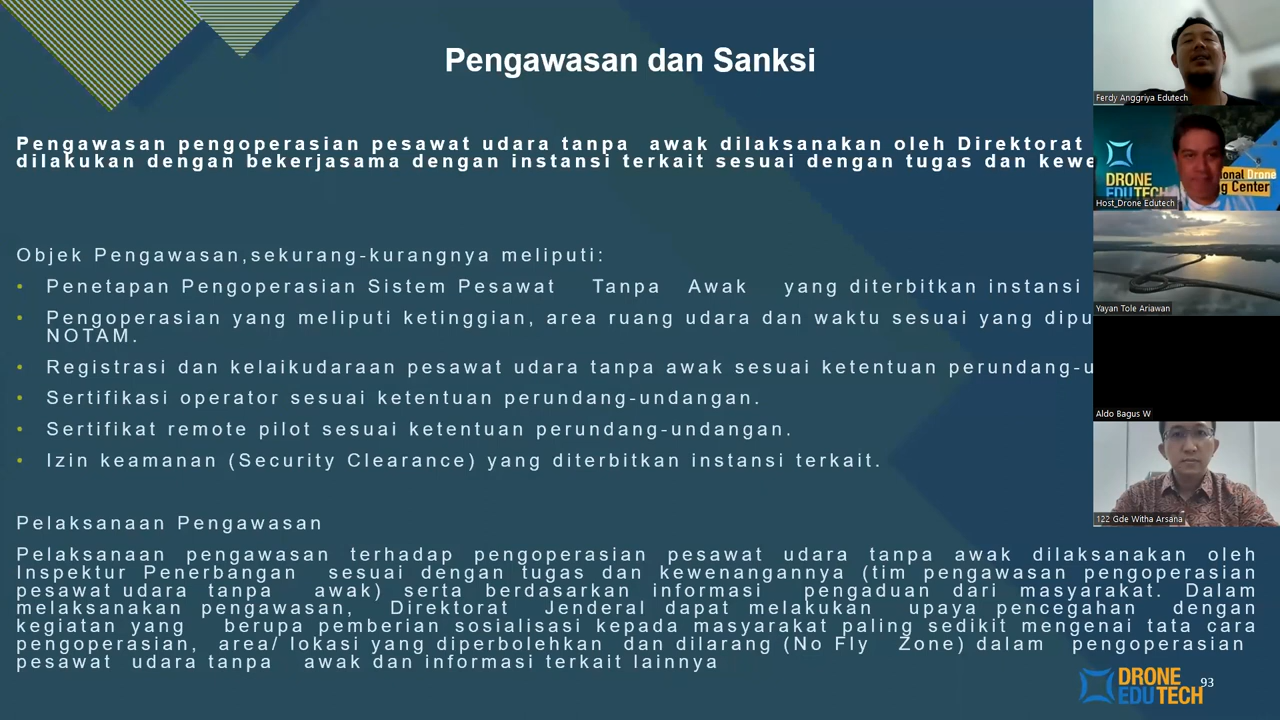 Pengawasan dan Sanksi
Pengawasan pengoperasian pesawat udara tanpa awak dilaksanakan oleh Direktorat
dilakukan dengan bekerjasama dengan instansi terkait sesuai dengan tugas dan kewe
Objek Pengawasan,sekurang-kurangnya meliputi:
• Penetapan Pengoperasian Sistem Pesawat Tanpa Awak yang diterbitkan instansi
• Pengoperasian yang meliputi ketinggian, area ruang udara dan waktu sesuai yang dipu
NOTAM.
• Registrasi dan kelaikudaraan pesawat udara tanpa awak sesuai ketentuan perundang-u
• Sertifikasi operator sesuai ketentuan perundang-undangan.
• Sertifikat remote pilot sesuai ketentuan perundang-undangan.
• Izin keamanan (Security Clearance) yang diterbitkan instansi terkait.
Pelaksanaan Pengawasan
Pelaksanaan pengawasan terhadap pengoperasian pesawat udara tanpa awak dilaksanakan oleh
Inspektur Penerbangan sesuai dengan tugas dan kewenangannya (tim pengawasan pengoperasian
pesawat udara tanpa awak) serta berdasarkan informasi pengaduan dari masyarakat. Dalam
melaksanakan pengawasan, Direktorat Jenderal dapat melakukan upaya pencegahan dengan
kegiatan yang berupa pemberian sosialisasi kepada masyarakat paling sedikit mengenai tata cara
pengoperasian, area/ lokasi yang diperbolehkan dan dilarang (No Fly Zone) dalam pengoperasian
pesawat udara tanpa awak dan informasi terkait lainnya
DRONE
EDUTECH
93
Ferdy Anggriya Edutech
DRONE
EDUTECH
ional Drone
g Center
Host_Drone Edutech
Yayan Tole Ariawan
Aldo Bagus W
122 Gde Witha Arsana